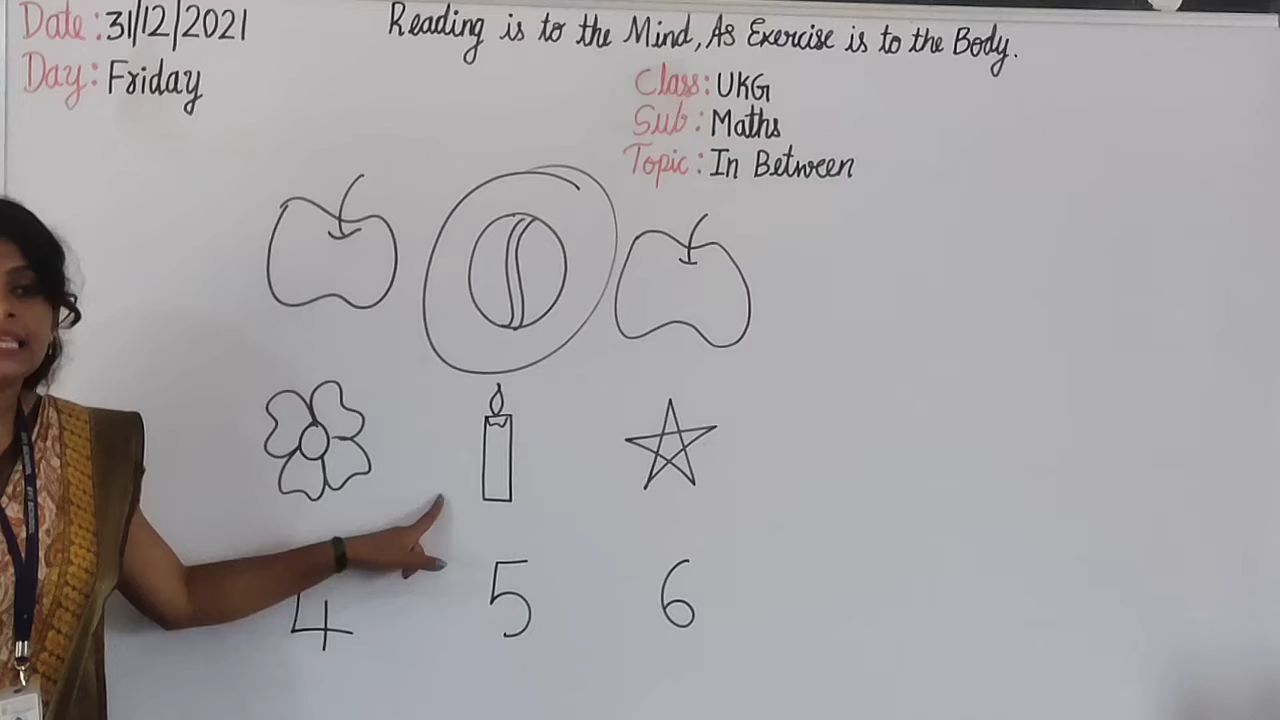 Date : 31/12/2021
Reading is to the Mind, As Exercise is to the Body.
Day : Friday
Class : UKG
Sub : Maths
Topic : In Between
4 5 6